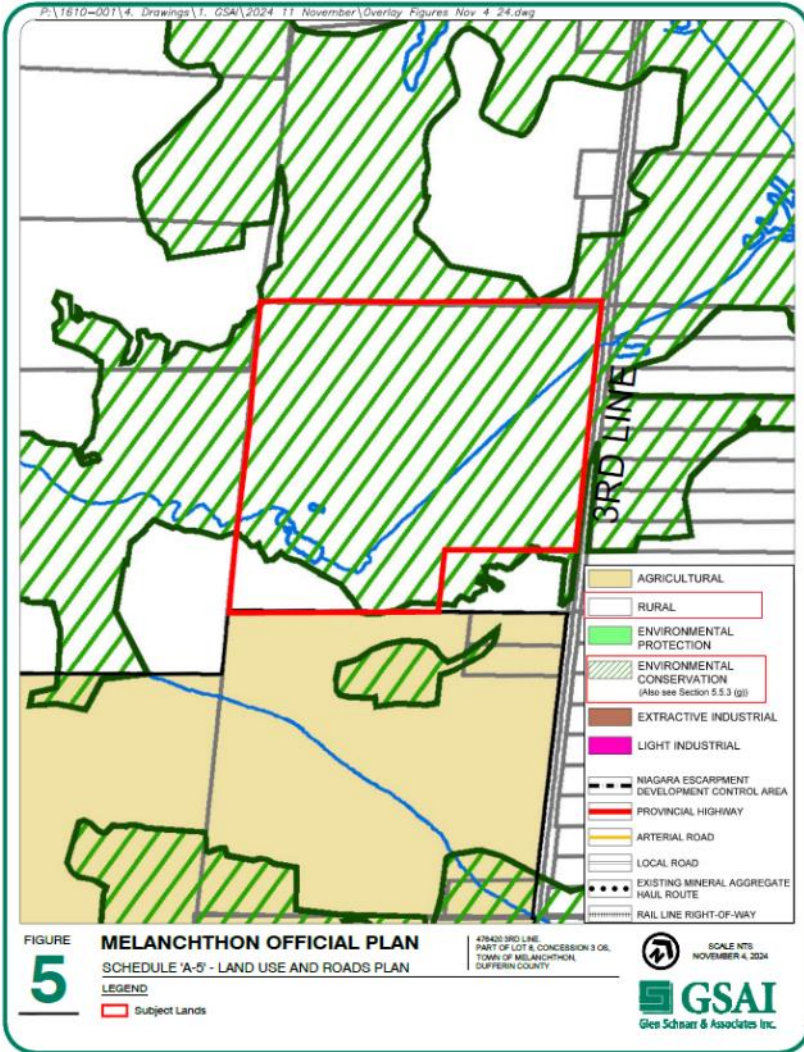 P:\1610-001\4. Drawings\1. GSAI\2024 11 November\Overlay Figures Nov 4 24.dwg
3RD LINE
AGRICULTURAL
RURAL
ENVIRONMENTAL
PROTECTION
ENVIRONMENTAL
CONSERVATION
(Also see Section 5.5.3 (g))
EXTRACTIVE INDUSTRIAL
LIGHT INDUSTRIAL
NIAGARA ESCARPMENT
DEVELOPMENT CONTROL AREA
PROVINCIAL HIGHWAY
ARTERIAL ROAD
LOCAL ROAD
EXISTING MINERAL AGGREGATE
HAUL ROUTE
RAIL LINE RIGHT-OF-WAY
FIGURE
5
MELANCHTHON OFFICIAL PLAN
SCHEDULE 'A-5' - LAND USE AND ROADS PLAN
LEGEND
Subject Lands
476420 3RD LINE,
PART OF LOT 8, CONCESSION 3 OS,
TOWN OF MELANCHTHON,
DUFFERIN COUNTY
SCALE NTS
NOVEMBER 4, 2024
GSAI
Glen Schnarr & Associates Inc.